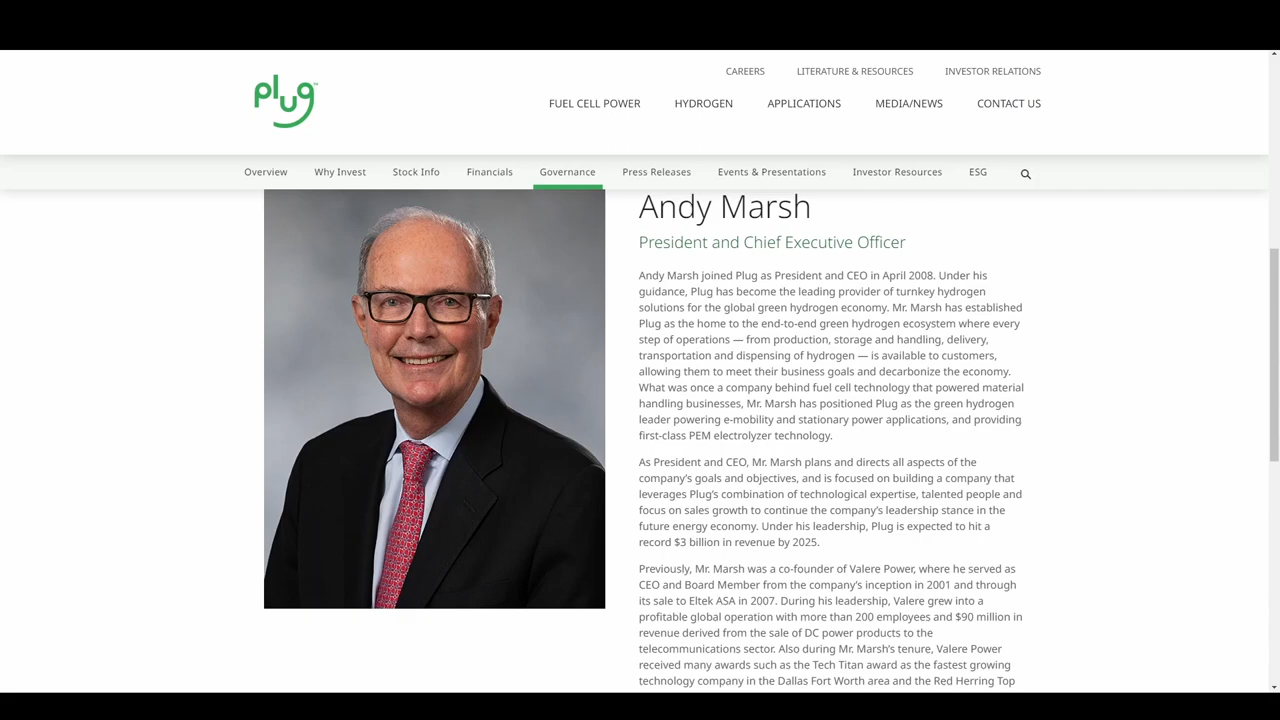 plug™
CAREERS LITERATURE & RESOURCES INVESTOR RELATIONS
FUEL CELL POWER HYDROGEN APPLICATIONS MEDIA/NEWS CONTACT US
Overview Why Invest Stock Info Financials Governance Press Releases Events & Presentations Investor Resources ESG
Andy Marsh
President and Chief Executive Officer
Andy Marsh joined Plug as President and CEO in April 2008. Under his
guidance, Plug has become the leading provider of turnkey hydrogen
solutions for the global green hydrogen economy. Mr. Marsh has established
Plug as the home to the end-to-end green hydrogen ecosystem where every
step of operations — from production, storage and handling, delivery,
transportation and dispensing of hydrogen — is available to customers,
allowing them to meet their business goals and decarbonize the economy.
What was once a company behind fuel cell technology that powered material
handling businesses, Mr. Marsh has positioned Plug as the green hydrogen
leader powering e-mobility and stationary power applications, and providing
first-class PEM electrolyzer technology.
As President and CEO, Mr. Marsh plans and directs all aspects of the
company's goals and objectives, and is focused on building a company that
leverages Plug's combination of technological expertise, talented people and
focus on sales growth to continue the company's leadership stance in the
future energy economy. Under his leadership, Plug is expected to hit a
record $3 billion in revenue by 2025.
Previously, Mr. Marsh was a co-founder of Valere Power, where he served as
CEO and Board Member from the company's inception in 2001 and through
its sale to Eltek ASA in 2007. During his leadership, Valere grew into a
profitable global operation with more than 200 employees and $90 million in
revenue derived from the sale of DC power products to the
telecommunications sector. Also during Mr. Marsh's tenure, Valere Power
received many awards such as the Tech Titan award as the fastest growing
technology company in the Dallas Fort Worth area and the Red Herring Top